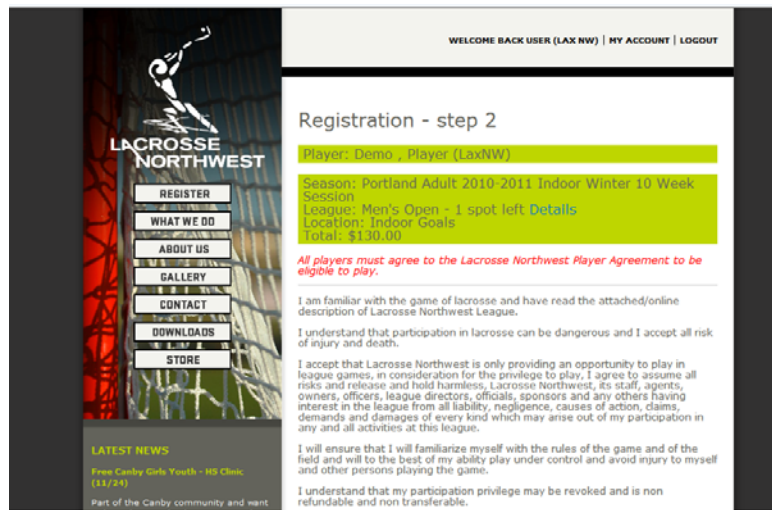 WELCOME BACK USER (LAX NW) | MY ACCOUNT | LOGOUT
LACROSSE
NORTHWEST
REGISTER
WHAT WE DO
ABOUT US
GALLERY
CONTACT
DOWNLOADS
STORE
LATEST NEWS
Free Canby Girls Youth - HS Clinic
(11/24)
Part of the Canby community and want
Registration - step 2
Player: Demo , Player (LaxNW)
Season: Portland Adult 2010-2011 Indoor Winter 10 Week
Session
League: Men's Open - 1 spot left Details
Location: Indoor Goals
Total: $130.00
All players must agree to the Lacrosse Northwest Player Agreement to be
eligible to play.
I am familiar with the game of lacrosse and have read the attached/online
description of Lacrosse Northwest League.
I understand that participation in lacrosse can be dangerous and I accept all risk
of injury and death.
I accept that Lacrosse Northwest is only providing an opportunity to play in
league games, in consideration for the privilege to play, I agree to assume all
risks and release and hold harmless, Lacrosse Northwest, its staff, agents,
owners, officers, league directors, officials, sponsors and any others having
interest in the league from all liability, negligence, causes of action, claims,
demands and damages of every kind which may arise out of my participation in
any and all activities at this league.
I will ensure that I will familiarize myself with the rules of the game and of the
field and will to the best of my ability play under control and avoid injury to myself
and other persons playing the game.
I understand that my participation privilege may be revoked and is non
refundable and non transferable.